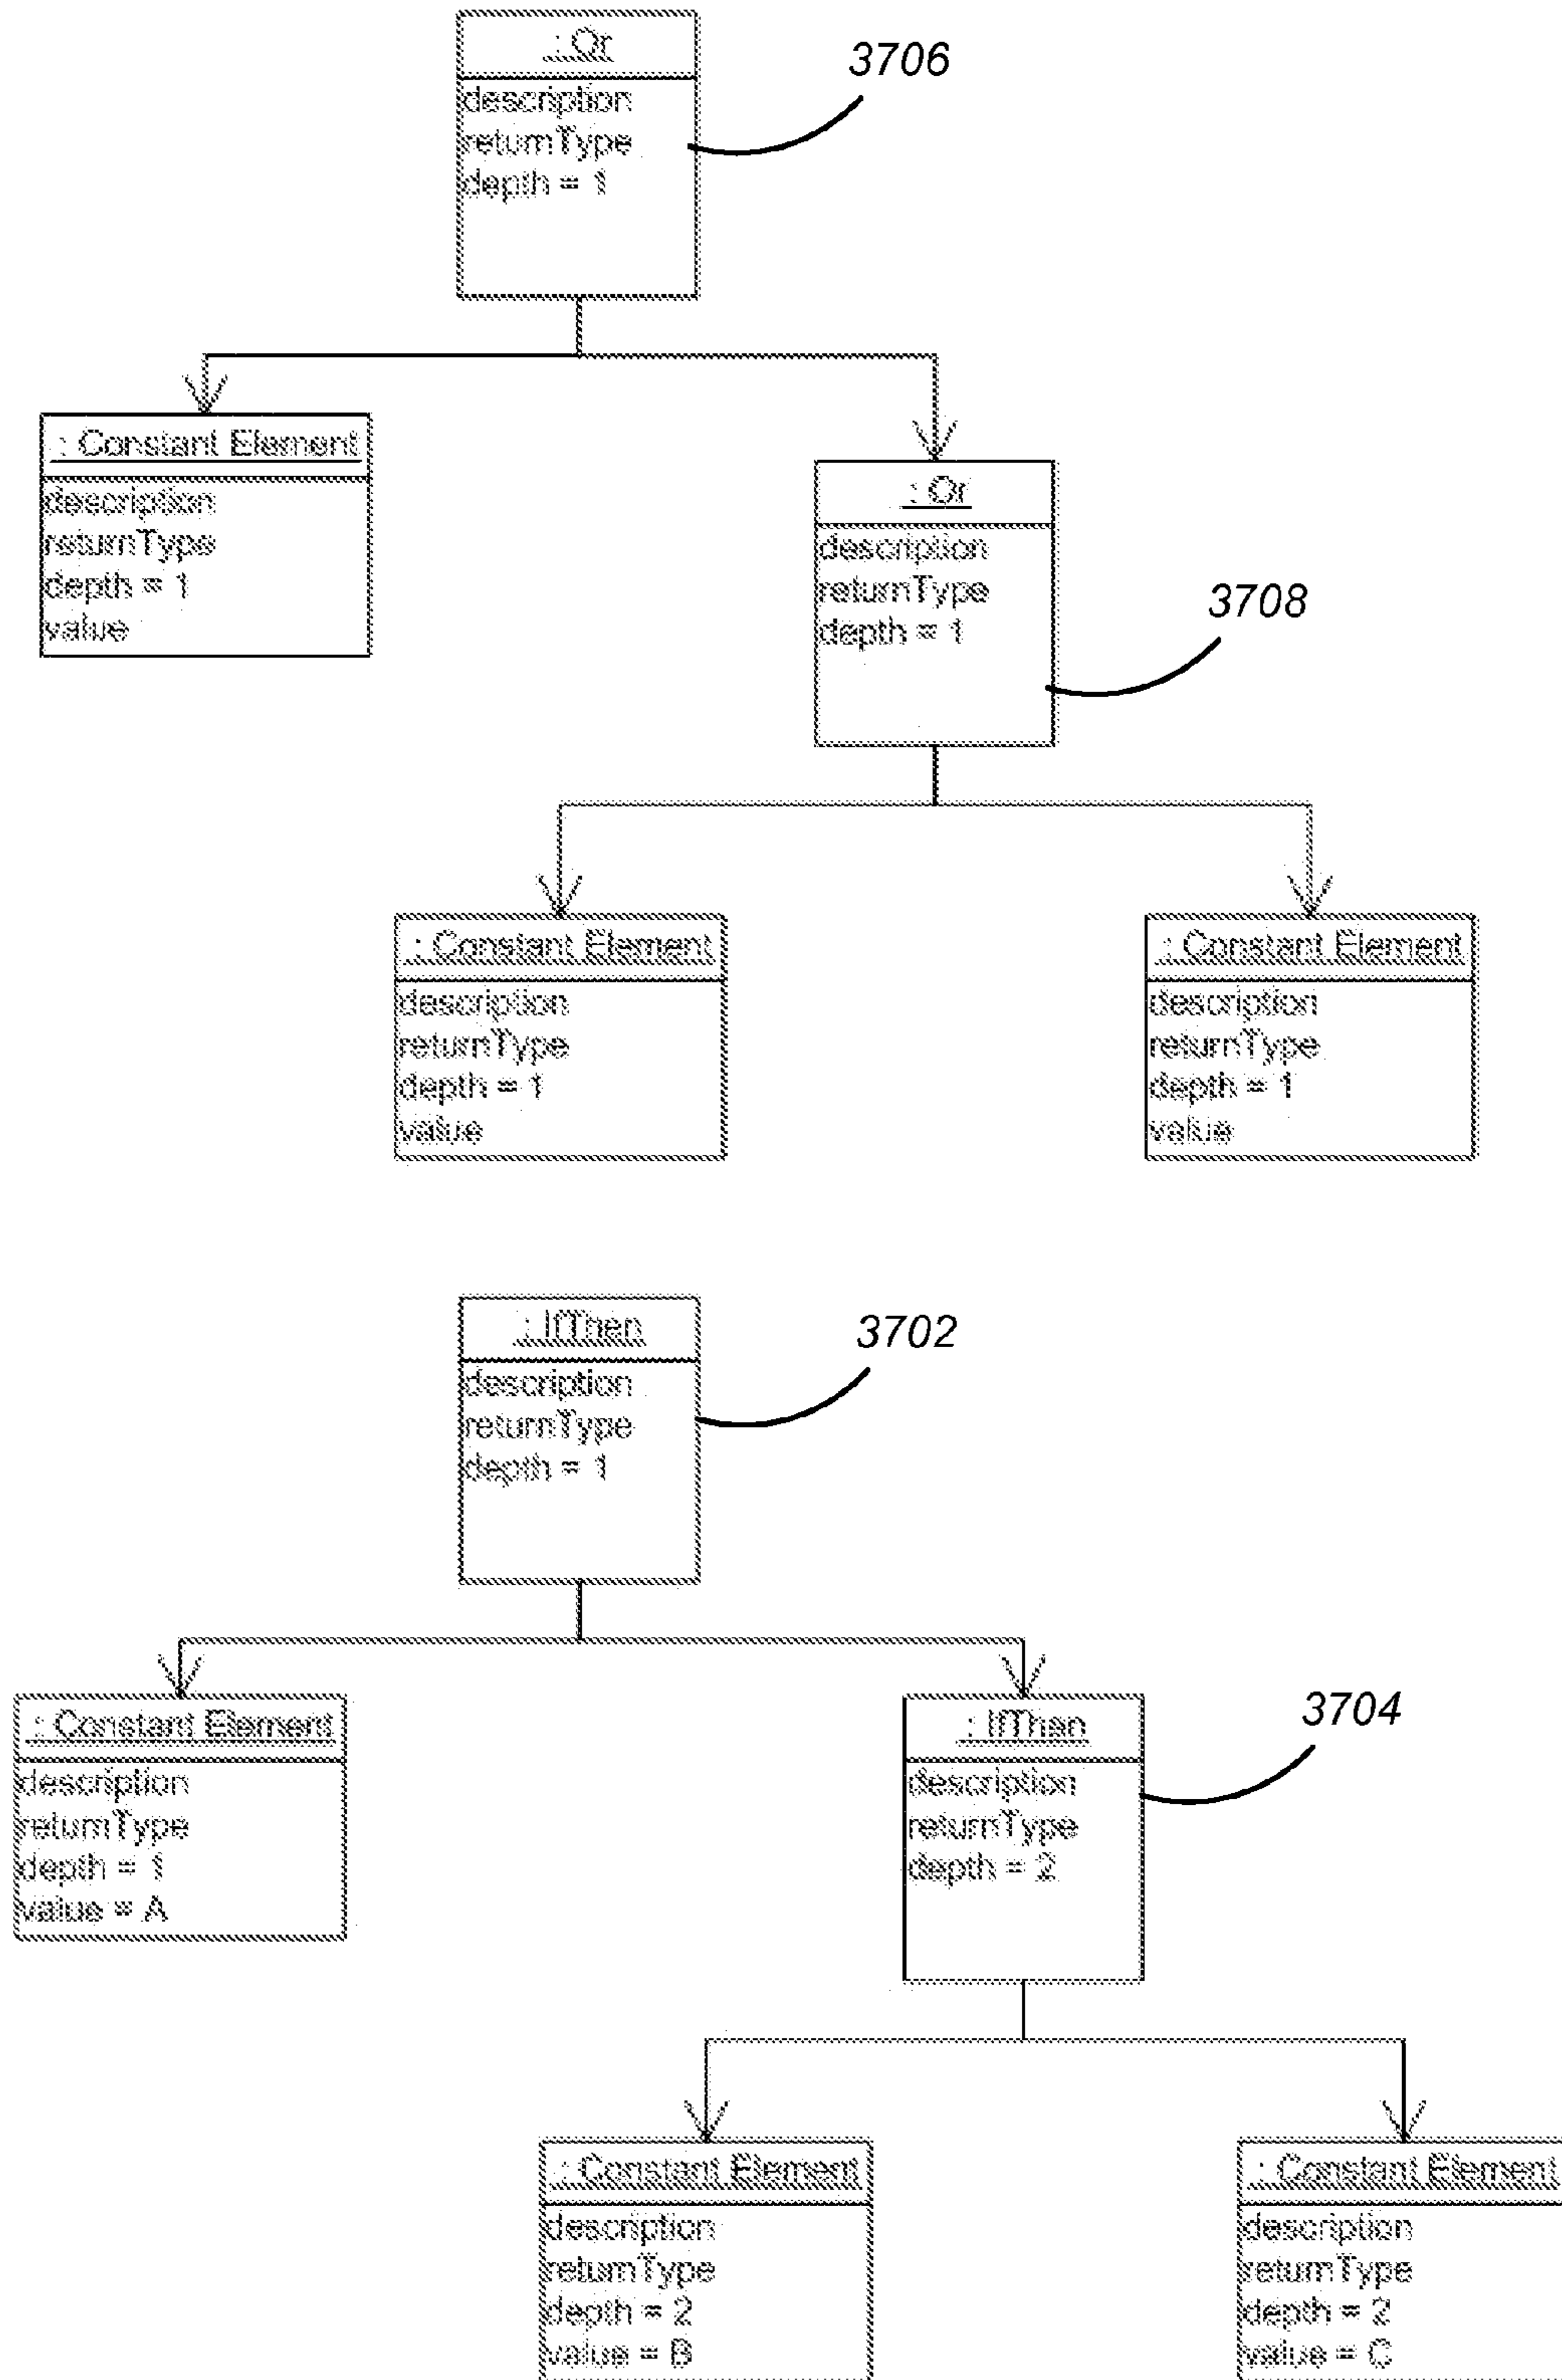 : Or
description
returnType
depth = 1
3706
: Constant Element
description
returnType
depth = 1
value
: Or
description
returnType
depth = 1
3708
: Constant Element
description
returnType
depth = 1
value
: Constant Element
description
returnType
depth = 1
value
: IfThen
description
returnType
depth = 1
3702
: Constant Element
description
returnType
depth = 1
value = A
: IfThen
description
returnType
depth = 2
3704
: Constant Element
description
returnType
depth = 2
value = B
: Constant Element
description
returnType
depth = 2
value = C